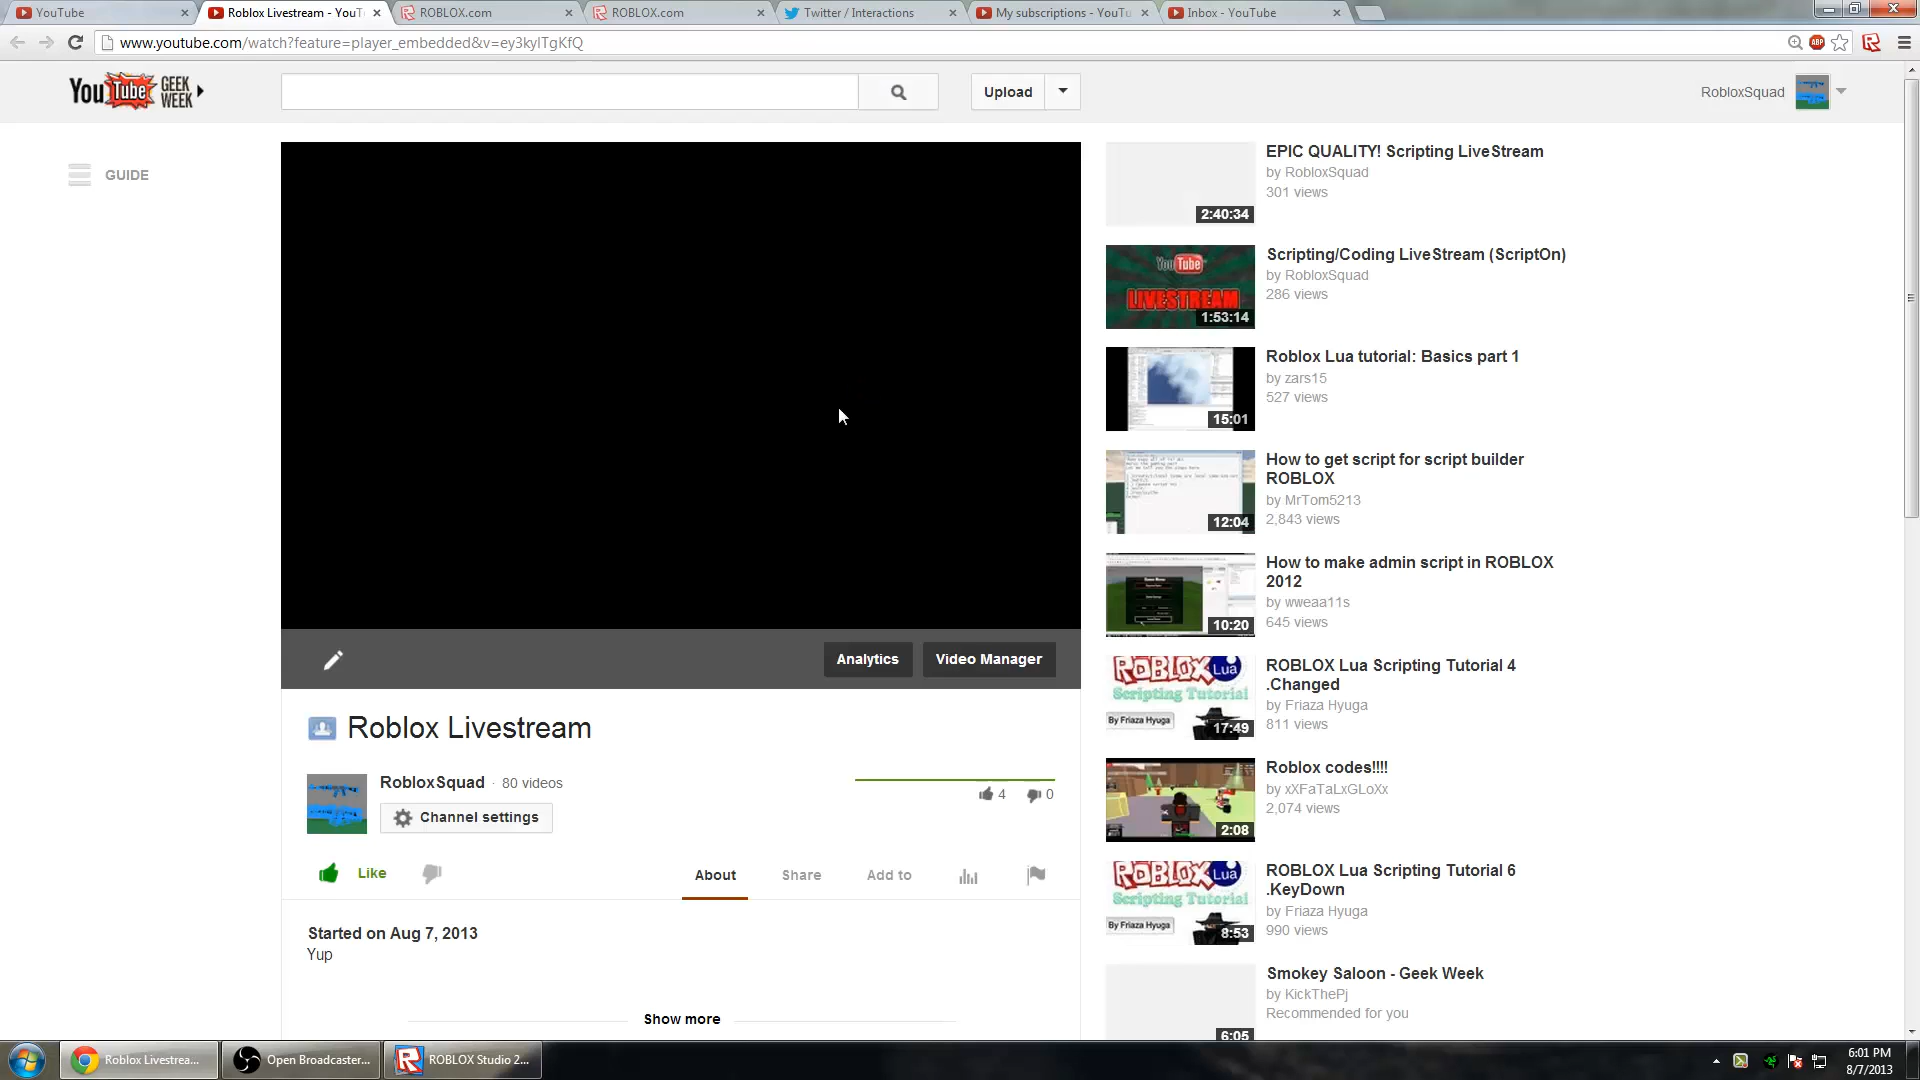 YouTube
Roblox Livestream - YouT
ROBLOX.com
ROBLOX.com
Twitter / Interactions
My subscriptions - YouTu
Inbox - YouTube
www.youtube.com/watch?feature=player_embedded&v=ey3kylTgKfQ
ABP
You Tube GEEK WEEK
Upload
RobloxSquad
GUIDE
EPIC QUALITY! Scripting LiveStream
by RobloxSquad
301 views
2:40:34
Scripting/Coding LiveStream (ScriptOn)
by RobloxSquad
286 views
YouTube
LIVESTREAM
1:53:14
Roblox Lua tutorial: Basics part 1
by zars15
527 views
15:01
How to get script for script builder
ROBLOX
by MrTom5213
2,843 views
12:04
How to make admin script in ROBLOX
2012
by wweaa11s
645 views
10:20
ROBLOX Lua
Scripting Tutorial
By Friaza Hyuga
17:49
ROBLOX Lua Scripting Tutorial 4
.Changed
by Friaza Hyuga
811 views
Roblox codes!!!!
by xXFaTaLxGLoXx
2,074 views
2:08
ROBLOX Lua
Scripting Tutorial
By Friaza Hyuga
8:53
ROBLOX Lua Scripting Tutorial 6
.KeyDown
by Friaza Hyuga
990 views
Smokey Saloon - Geek Week
by KickThePj
Recommended for you
6:05
Analytics
Video Manager
Roblox Livestream
RobloxSquad · 80 videos
Channel settings
4
0
Like
About
Share
Add to
Started on Aug 7, 2013
Yup
Show more
Roblox Livestrea...
Open Broadcaster...
ROBLOX Studio 2...
6:01 PM
8/7/2013